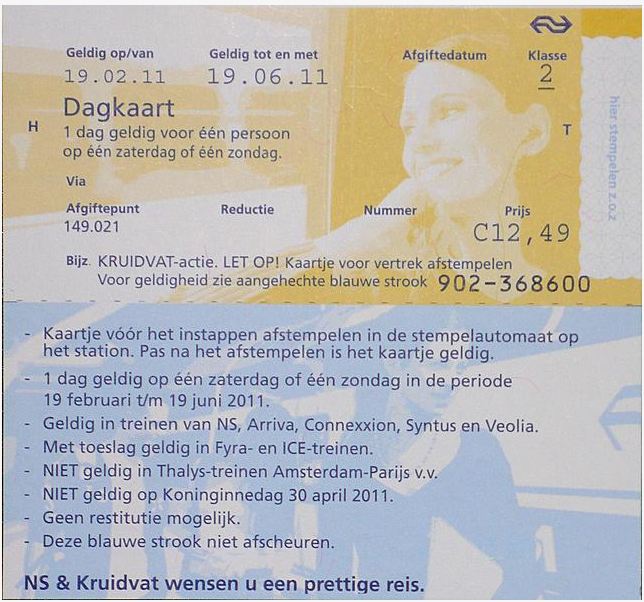 Geldig op/van Geldig tot en met Afgiftedatum Klasse
19.02.11 19.06.11 2
Dagkaart
H 1 dag geldig voor één persoon T
op één zaterdag of één zondag.
Via
Afgiftepunt Reductie Nummer Prijs
149.021 C12,49
Bijz. KRUIDVAT-actie. LET OP! Kaartje voor vertrek afstempelen
Voor geldigheid zie aangehechte blauwe strook 902-368600
hier stempelen z.o.z
- Kaartje vóór het instappen afstempelen in de stempelautomaat op
het station. Pas na het afstempelen is het kaartje geldig.
- 1 dag geldig op één zaterdag of één zondag in de periode
19 februari t/m 19 juni 2011.
- Geldig in treinen van NS, Arriva, Connexxion, Syntus en Veolia.
- Met toeslag geldig in Fyra- en ICE-treinen.
- NIET geldig in Thalys-treinen Amsterdam-Parijs v.v.
- NIET geldig op Koninginnedag 30 april 2011.
- Geen restitutie mogelijk.
- Deze blauwe strook niet afscheuren.
NS & Kruidvat wensen u een prettige reis.